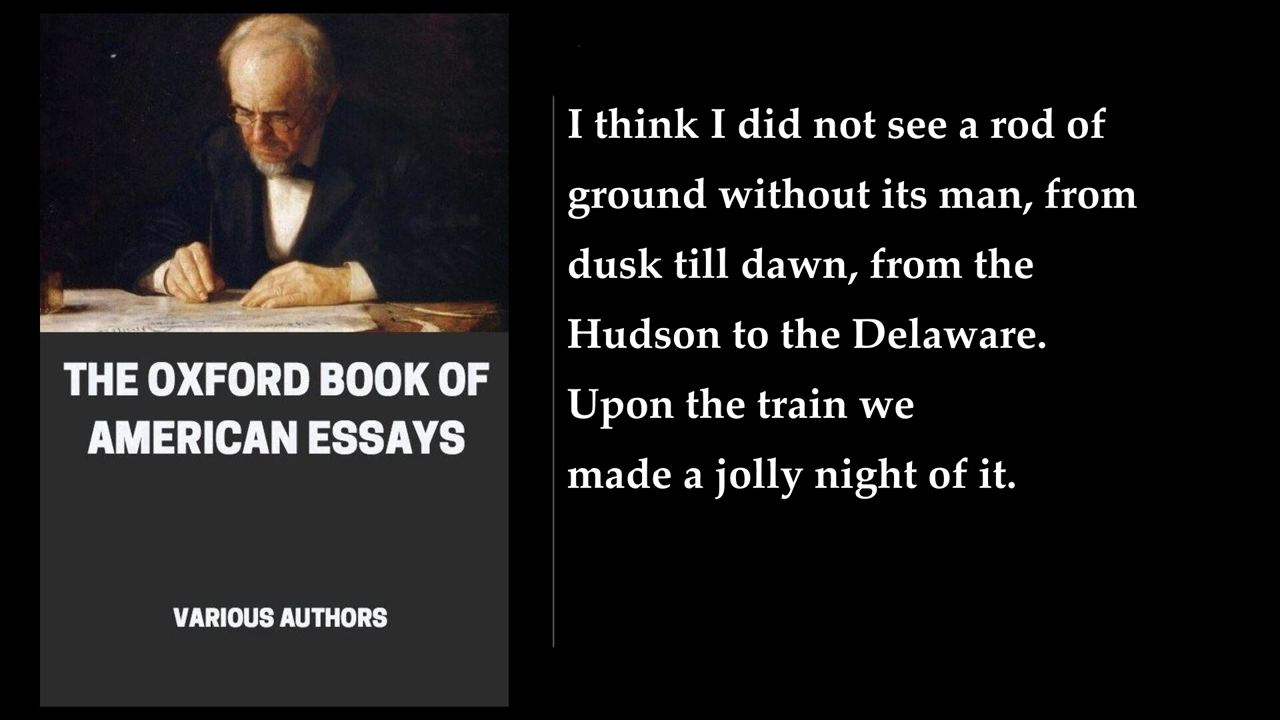 THE OXFORD BOOK OF
AMERICAN ESSAYS
VARIOUS AUTHORS
I think I did not see a rod of
ground without its man, from
dusk till dawn, from the
Hudson to the Delaware.
Upon the train we
made a jolly night of it.